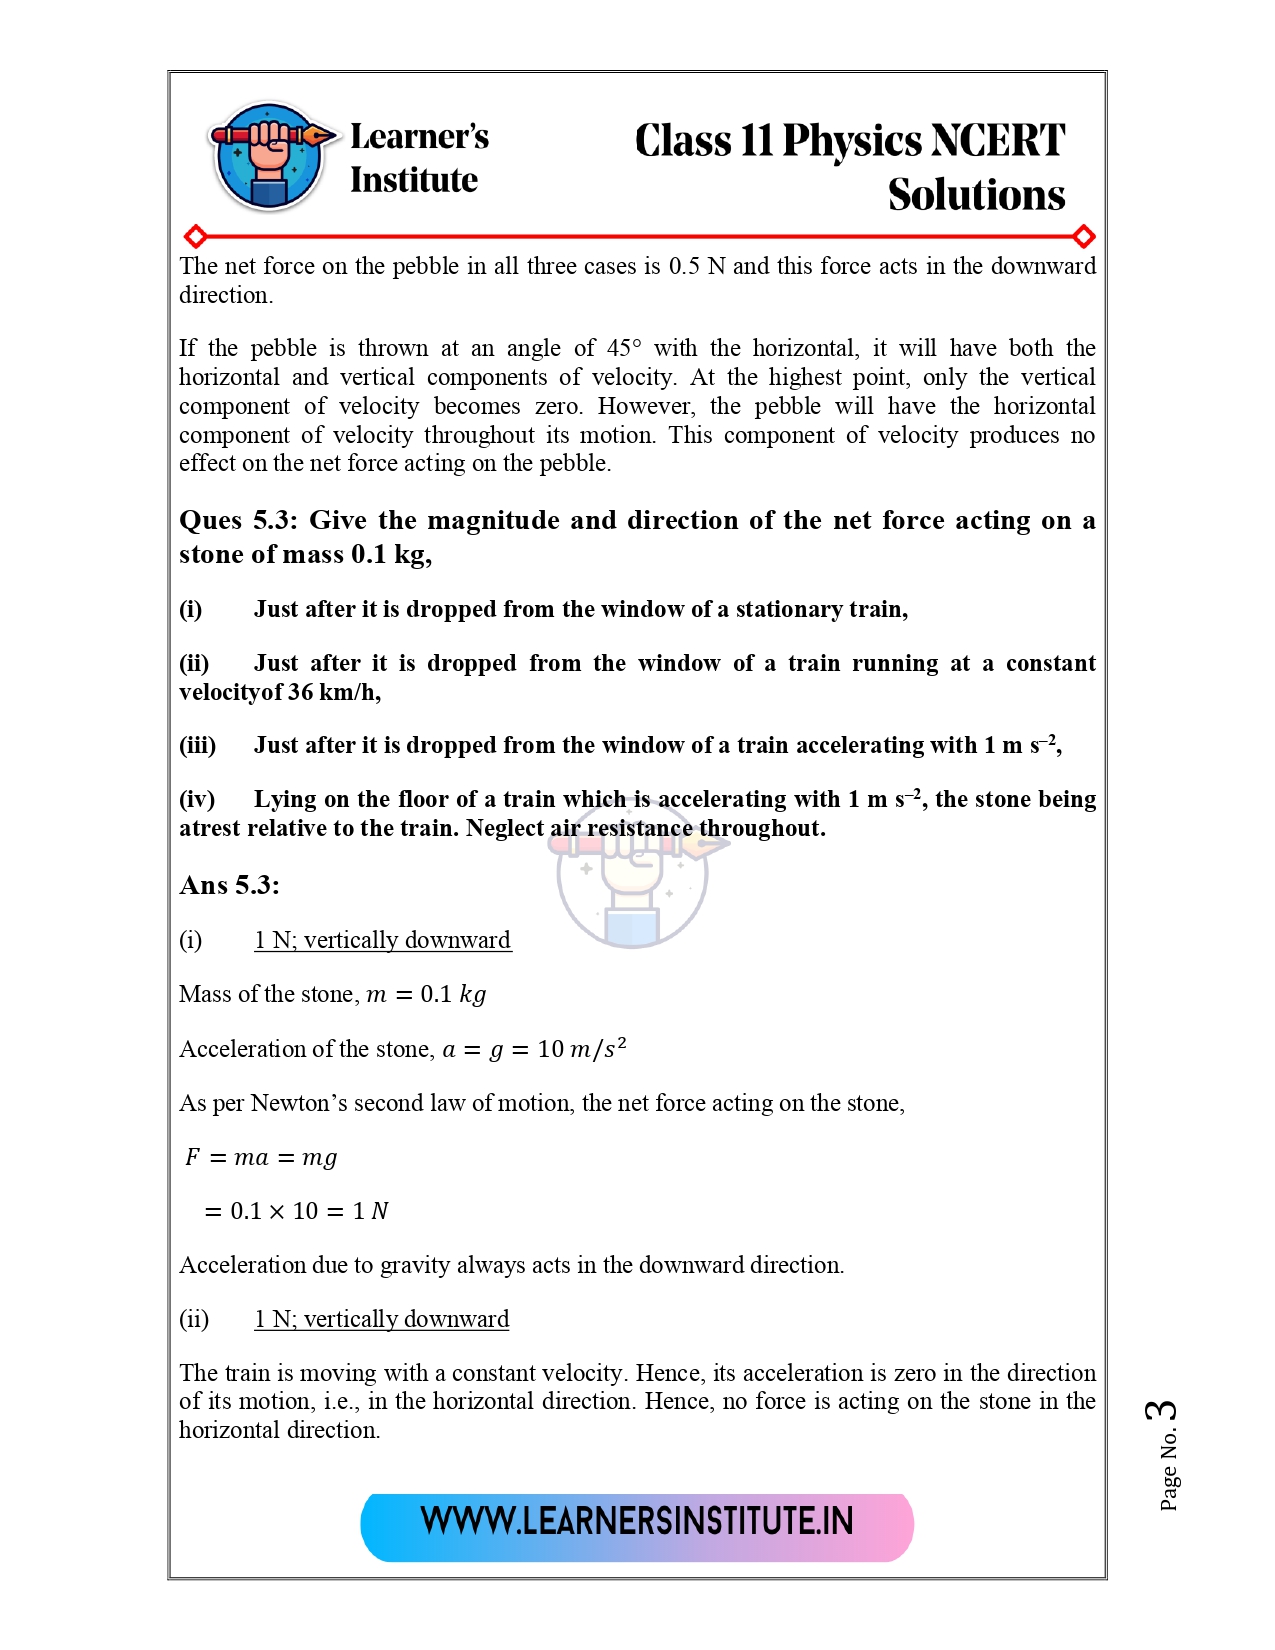 Learner's
Institute
Class 11 Physics NCERT
Solutions
The net force on the pebble in all three cases is 0.5 N and this force acts in the downward
direction.
If the pebble is thrown at an angle of 45° with the horizontal, it will have both the
horizontal and vertical components of velocity. At the highest point, only the vertical
component of velocity becomes zero. However, the pebble will have the horizontal
component of velocity throughout its motion. This component of velocity produces no
effect on the net force acting on the pebble.
Ques 5.3: Give the magnitude and direction of the net force acting on a
stone of mass 0.1 kg,
(i) Just after it is dropped from the window of a stationary train,
(ii) Just after it is dropped from the window of a train running at a constant
velocityof 36 km/h,
(iii) Just after it is dropped from the window of a train accelerating with 1 m s⁻²,
(iv) Lying on the floor of a train which is accelerating with 1 m s⁻², the stone being
atrest relative to the train. Neglect air resistance throughout.
Ans 5.3:
(i) 1 N; vertically downward
Mass of the stone, m = 0.1 kg
Acceleration of the stone, a = g = 10 m/s²
As per Newton's second law of motion, the net force acting on the stone,
F = ma = mg
= 0.1 × 10 = 1 N
Acceleration due to gravity always acts in the downward direction.
(ii) 1 N; vertically downward
The train is moving with a constant velocity. Hence, its acceleration is zero in the direction
of its motion, i.e., in the horizontal direction. Hence, no force is acting on the stone in the
horizontal direction.
Page No. 3
WWW.LEARNERSINSTITUTE.IN